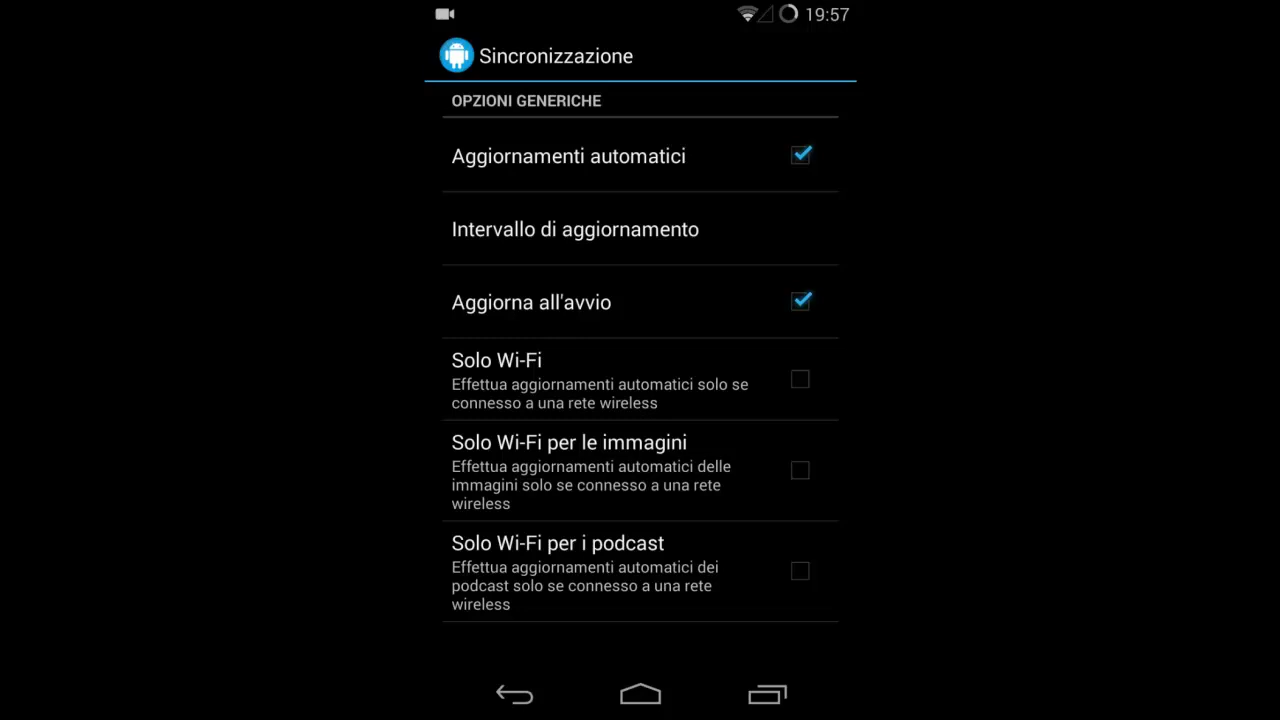 19:57
Sincronizzazione
OPZIONI GENERICHE
Aggiornamenti automatici
Intervallo di aggiornamento
Aggiorna all'avvio
Solo Wi-Fi
Effettua aggiornamenti automatici solo se
connesso a una rete wireless
Solo Wi-Fi per le immagini
Effettua aggiornamenti automatici delle
immagini solo se connesso a una rete
wireless
Solo Wi-Fi per i podcast
Effettua aggiornamenti automatici dei
podcast solo se connesso a una rete
wireless